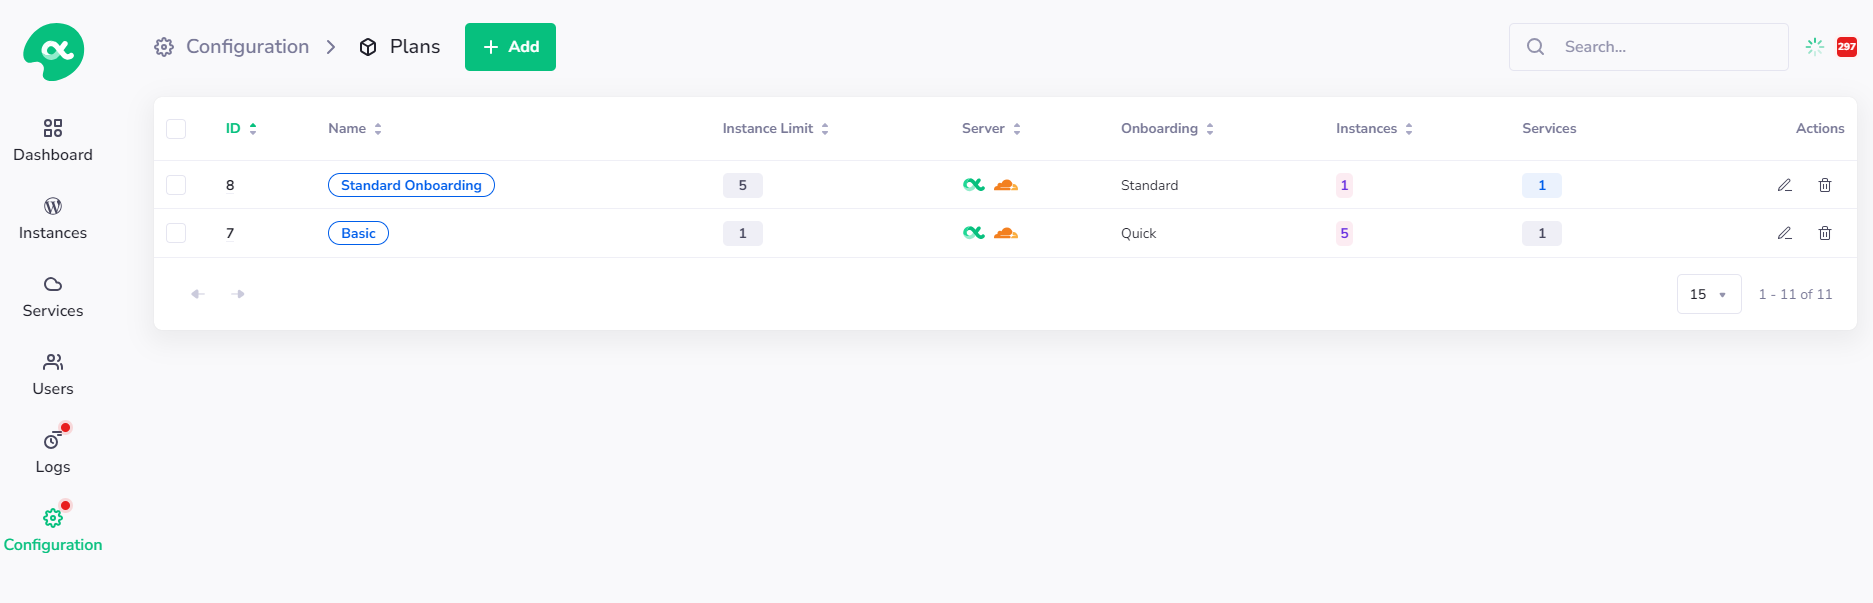 Configuration > Plans + Add Search... 297
ID Name Instance Limit Server Onboarding Instances Services Actions
8 Standard Onboarding 5 Standard 1 1
7 Basic 1 Quick 5 1
15 1 - 11 of 11
Dashboard
Instances
Services
Users
Logs
Configuration